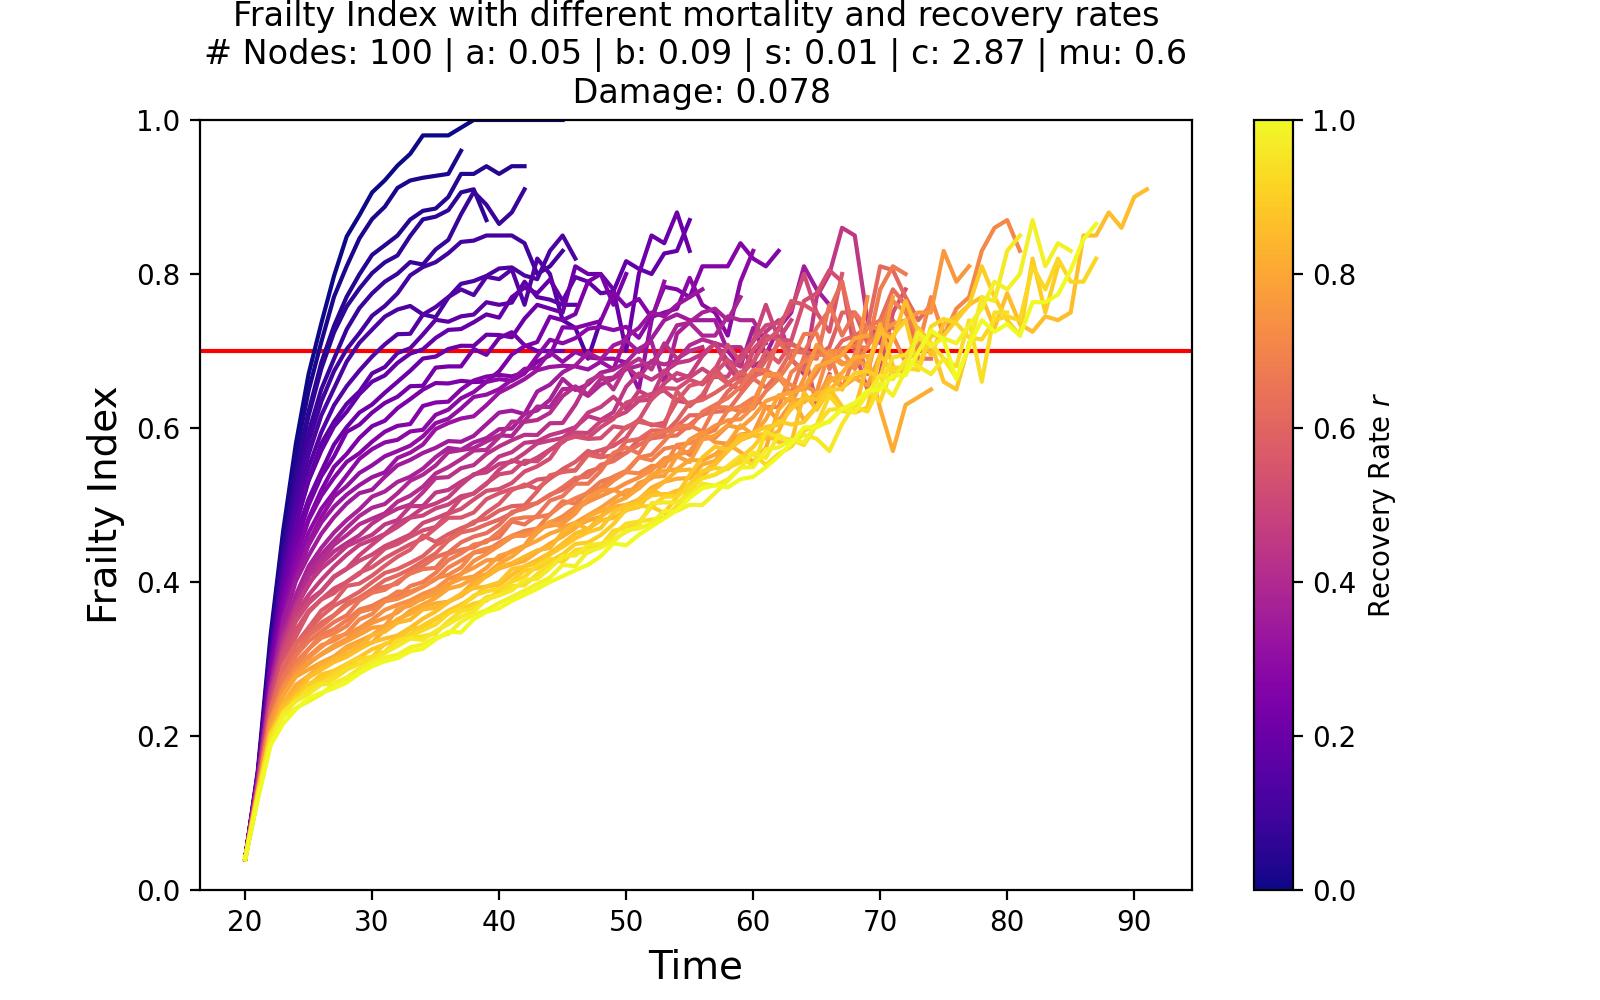 Frailty Index with different mortality and recovery rates
# Nodes: 100 | a: 0.05 | b: 0.09 | s: 0.01 | c: 2.87 | mu: 0.6
Damage: 0.078
1.0
0.8
0.6
0.4
0.2
0.0
Frailty Index
20 30 40 50 60 70 80 90
Time
1.0
0.8
0.6
0.4
0.2
0.0
Recovery Rate r